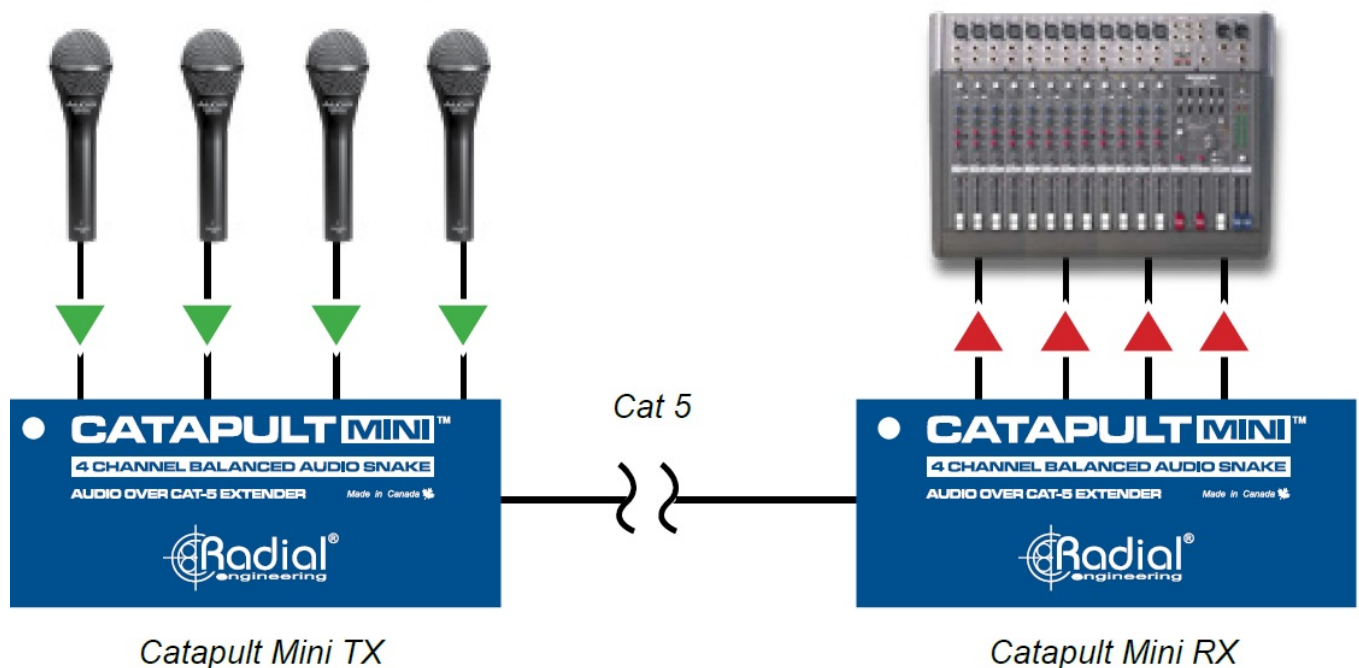 Cat 5
CATAPULT MINI™
4 CHANNEL BALANCED AUDIO SNAKE
AUDIO OVER CAT-5 EXTENDER Made in Canada
Radial®
engineering
Catapult Mini TX
CATAPULT MINI™
4 CHANNEL BALANCED AUDIO SNAKE
AUDIO OVER CAT-5 EXTENDER Made in Canada
Radial®
engineering
Catapult Mini RX